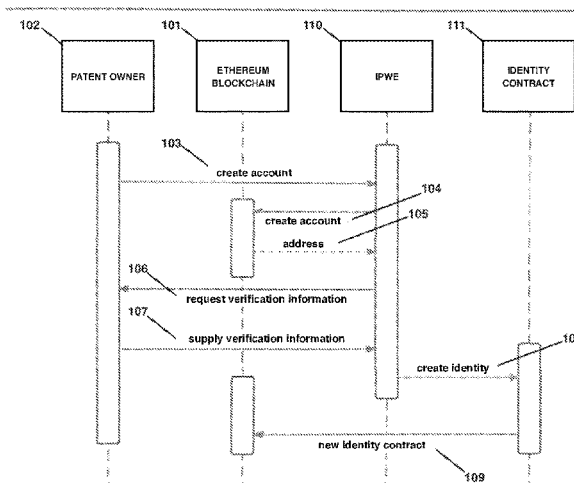 102
101
110
111
PATENT OWNER
ETHEREUM
BLOCKCHAIN
IPWE
IDENTITY
CONTRACT
103
create account
104
create account
105
address
106
request verification information
107
supply verification information
10
create identity
new identity contract
109